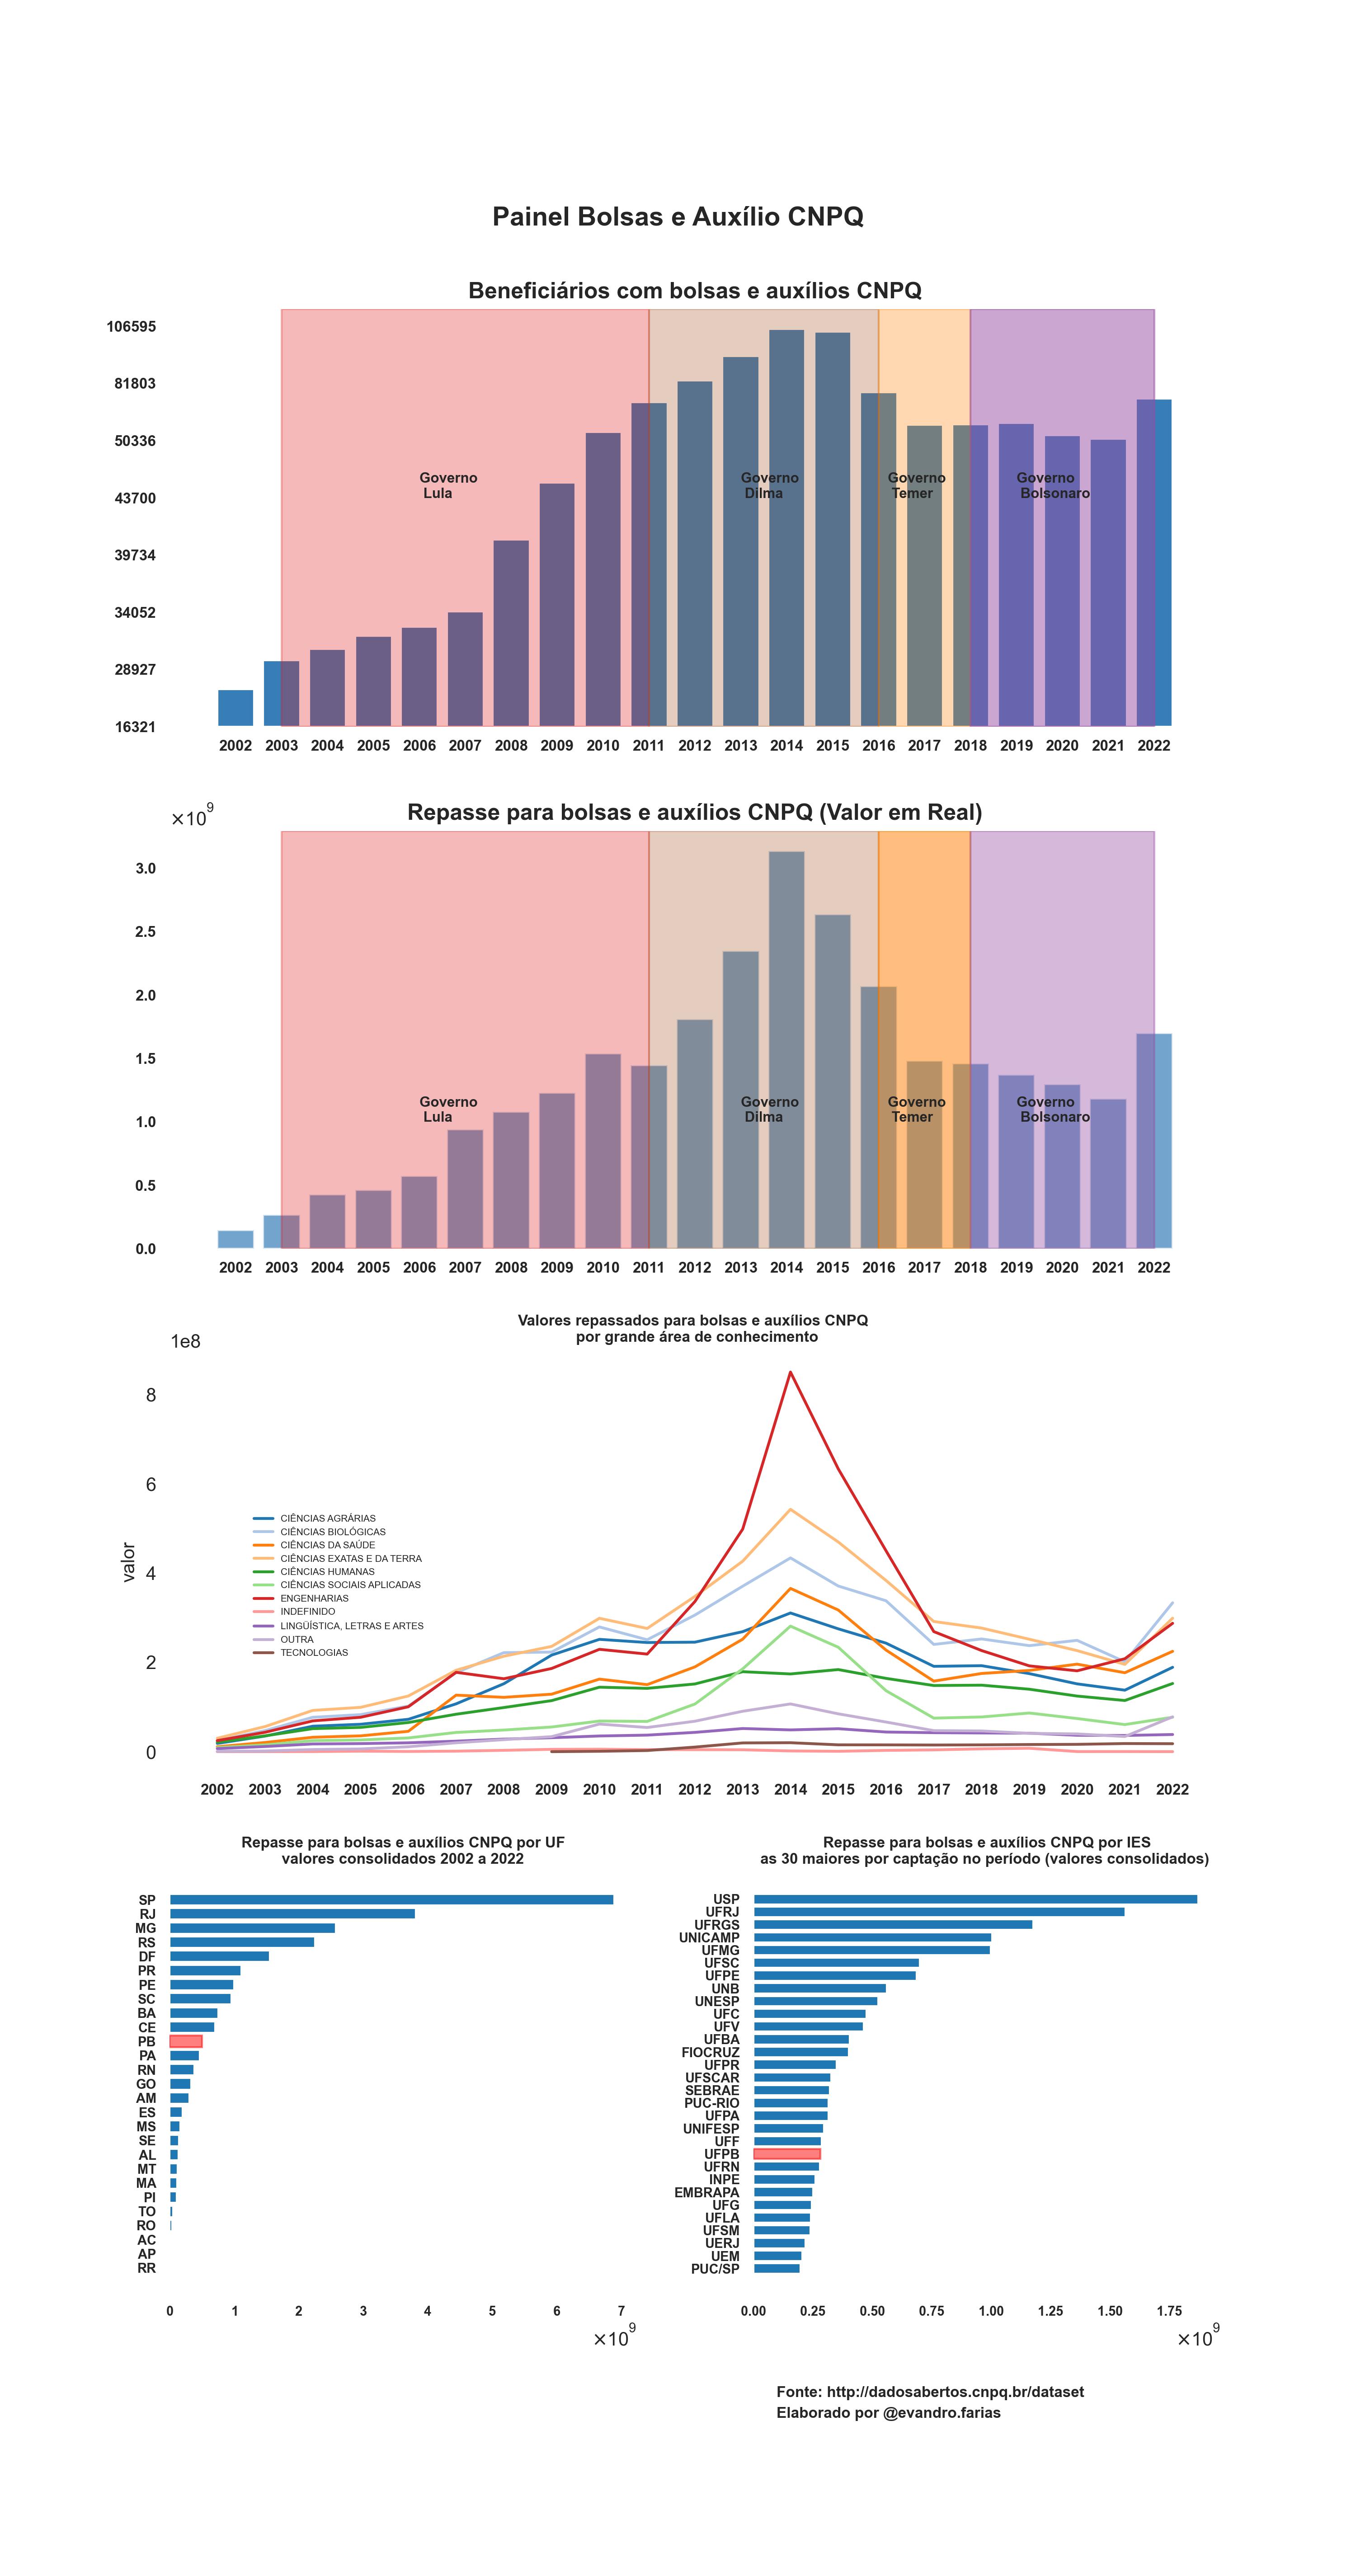 Painel Bolsas e Auxílio CNPQ
Beneficiários com bolsas e auxílios CNPQ
106595
81803
50336
43700
39734
34052
28927
16321
Governo
Lula
Governo
Dilma
Governo
Temer
Governo
Bolsonaro
2002 2003 2004 2005 2006 2007 2008 2009 2010 2011 2012 2013 2014 2015 2016 2017 2018 2019 2020 2021 2022
×10⁹
Repasse para bolsas e auxílios CNPQ (Valor em Real)
3.0
2.5
2.0
1.5
1.0
0.5
0.0
Governo
Lula
Governo
Dilma
Governo
Temer
Governo
Bolsonaro
2002 2003 2004 2005 2006 2007 2008 2009 2010 2011 2012 2013 2014 2015 2016 2017 2018 2019 2020 2021 2022
Valores repassados para bolsas e auxílios CNPQ
por grande área de conhecimento
1e8
8
6
4
2
0
valor
CIÊNCIAS AGRÁRIAS
CIÊNCIAS BIOLÓGICAS
CIÊNCIAS DA SAÚDE
CIÊNCIAS EXATAS E DA TERRA
CIÊNCIAS HUMANAS
CIÊNCIAS SOCIAIS APLICADAS
ENGENHARIAS
INDEFINIDO
LINGÜÍSTICA, LETRAS E ARTES
OUTRA
TECNOLOGIAS
2002 2003 2004 2005 2006 2007 2008 2009 2010 2011 2012 2013 2014 2015 2016 2017 2018 2019 2020 2021 2022
Repasse para bolsas e auxílios CNPQ por UF
valores consolidados 2002 a 2022
SP
RJ
MG
RS
DF
PR
PE
SC
BA
CE
PB
PA
RN
GO
AM
ES
MS
SE
AL
MT
MA
PI
TO
RO
AC
AP
RR
0 1 2 3 4 5 6 7
×10⁹
Repasse para bolsas e auxílios CNPQ por IES
as 30 maiores por captação no período (valores consolidados)
USP
UFRJ
UFRGS
UNICAMP
UFMG
UFSC
UFPE
UNB
UNESP
UFC
UFV
UFBA
FIOCRUZ
UFPR
UFSCAR
SEBRAE
PUC-RIO
UFPA
UNIFESP
UFF
UFPB
UFRN
INPE
EMBRAPA
UFG
UFLA
UFSM
UERJ
UEM
PUC/SP
0.00 0.25 0.50 0.75 1.00 1.25 1.50 1.75
×10⁹
Fonte: http://dadosabertos.cnpq.br/dataset
Elaborado por @evandro.farias